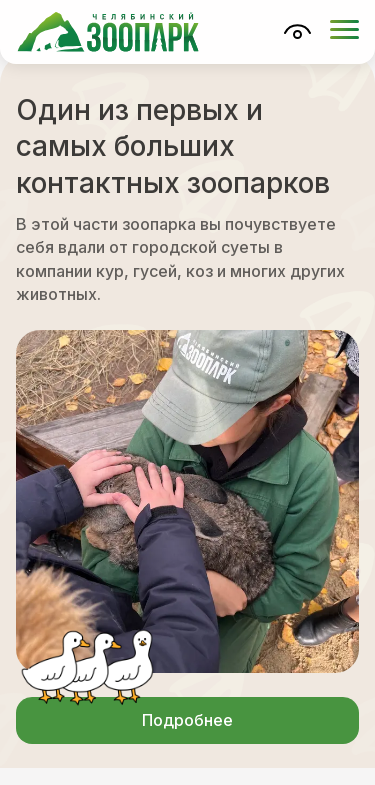 ЧЕЛЯБИНСКИЙ
ЗООПАРК
Один из первых и
самых больших
контактных зоопарков
В этой части зоопарка вы почувствуете
себя вдали от городской суеты в
компании кур, гусей, коз и многих других
животных.
ЧЕЛЯБИНСКИЙ
ЗООПАРК
Подробнее